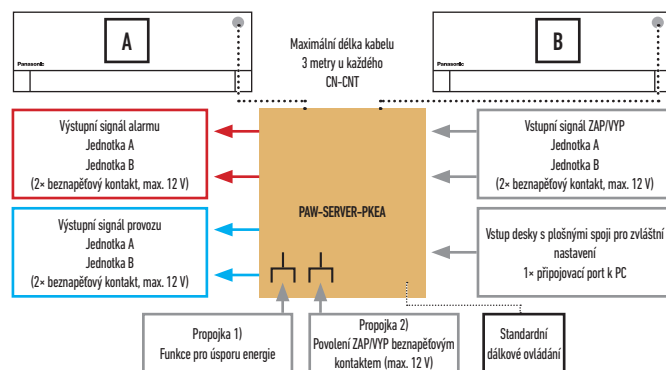 A
Panasonic
Maximální délka kabelu
3 metry u každého
CN-CNT
B
Panasonic
Výstupní signál alarmu
Jednotka A
Jednotka B
(2× beznapěťový kontakt, max. 12 V)
Vstupní signál ZAP/VYP
Jednotka A
Jednotka B
(2× beznapěťový kontakt, max. 12 V)
PAW-SERVER-PKEA
Výstupní signál provozu
Jednotka A
Jednotka B
(2× beznapěťový kontakt, max. 12 V)
Vstup desky s plošnými spoji pro zvláštní
nastavení
1× připojovací port k PC
Propojka 1)
Funkce pro úsporu energie
Propojka 2)
Povolení ZAP/VYP beznapěťovým
kontaktem (max. 12 V)
Standardní
dálkové ovládání